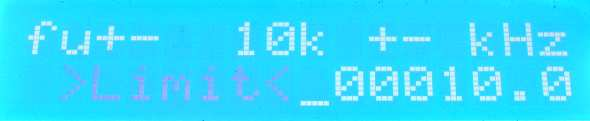 fu+-   10k +- kHz
>Limit<_00010.0